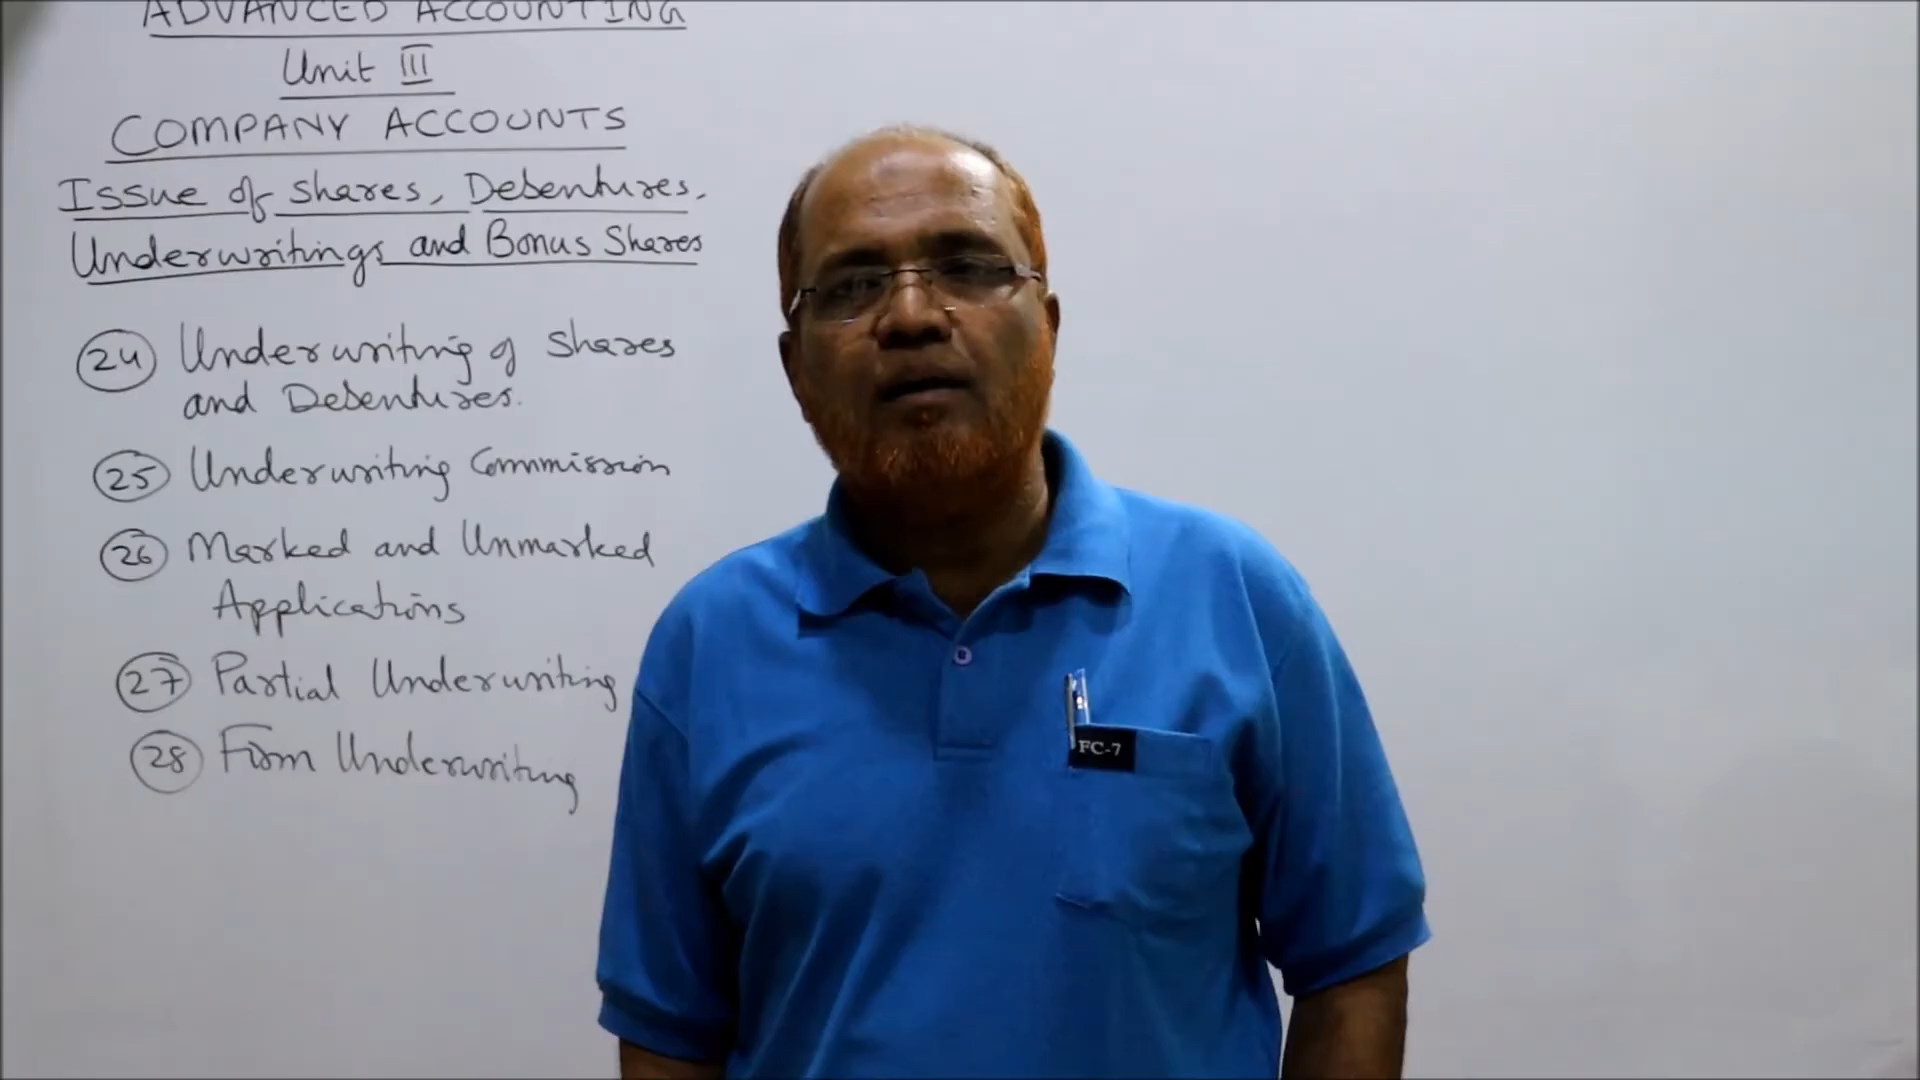 ADVANCED ACCOUNTING
Unit III
COMPANY ACCOUNTS
Issue of shares, Debentures,
Underwritings and Bonus Shares
24 Underwriting of shares
and Debentures.
25 Underwriting Commission
26 Marked and Unmarked
Applications
27 Partial Underwriting
28 Firm Underwriting
FC-7